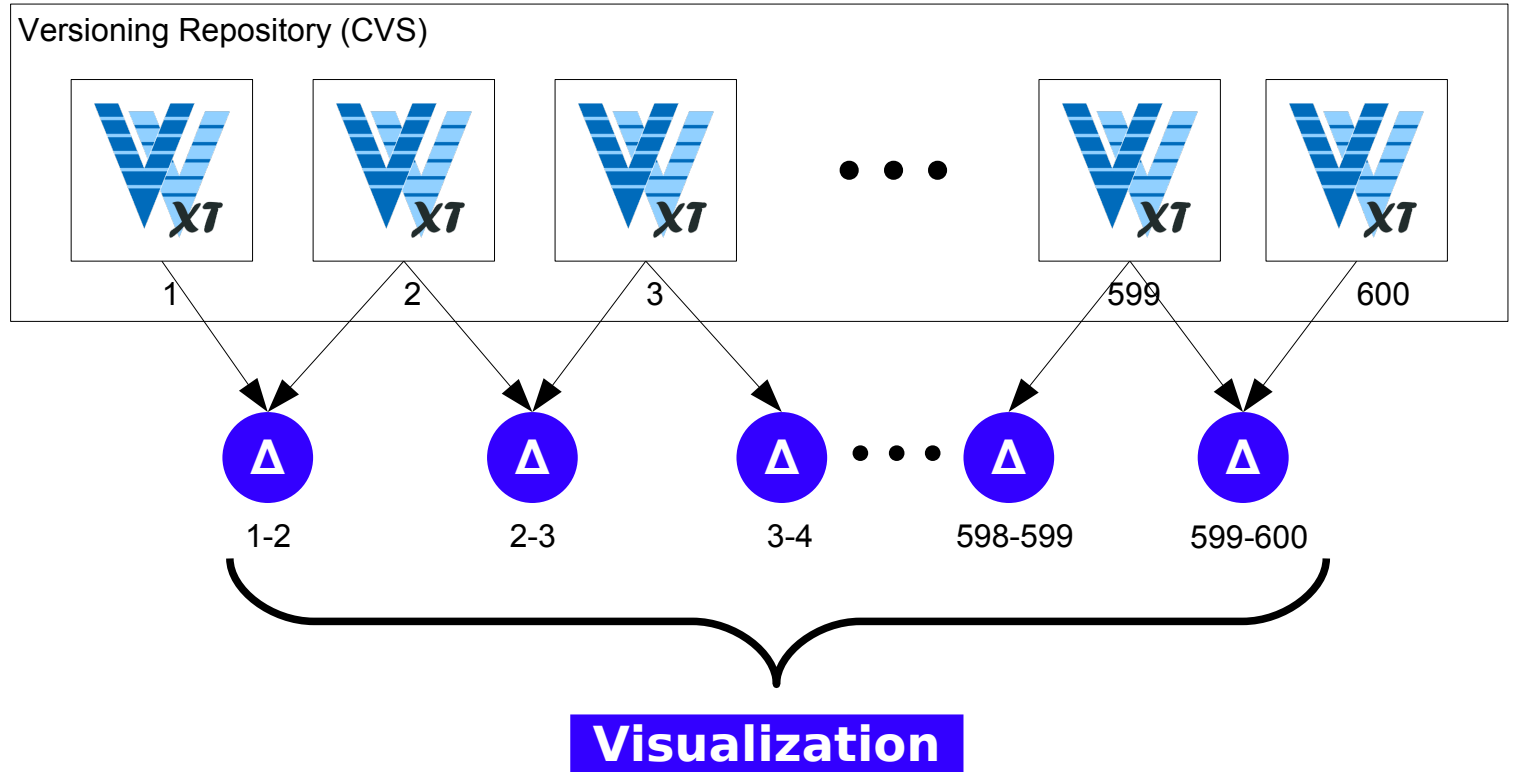 Versioning Repository (CVS)
XT XT XT • • • XT XT
1 2 3 599 600
Δ Δ Δ • • • Δ Δ
1-2 2-3 3-4 598-599 599-600
Visualization